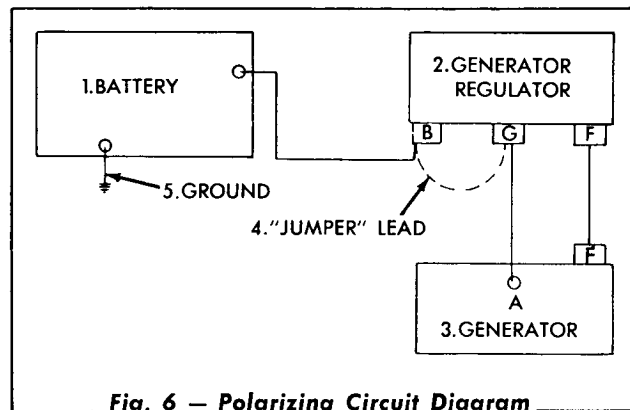 1.BATTERY
2.GENERATOR
REGULATOR
B
G
F
5.GROUND
4."JUMPER" LEAD
F
A
3.GENERATOR
Fig. 6 — Polarizing Circuit Diagram